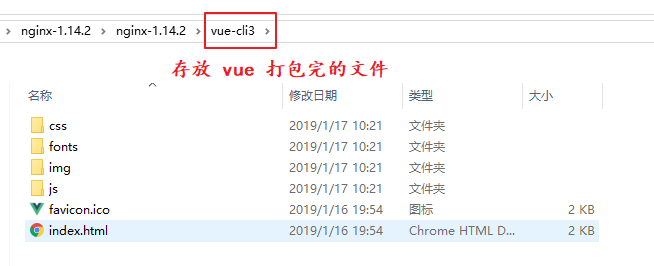 nginx-1.14.2 > nginx-1.14.2 > vue-cli3 >
存放 vue 打包完的文件
名称 修改日期 类型 大小
css 2019/1/17 10:21 文件夹
fonts 2019/1/17 10:21 文件夹
img 2019/1/17 10:21 文件夹
js 2019/1/17 10:21 文件夹
favicon.ico 2019/1/16 19:54 图标 2 KB
index.html 2019/1/16 19:54 Chrome HTML D... 2 KB